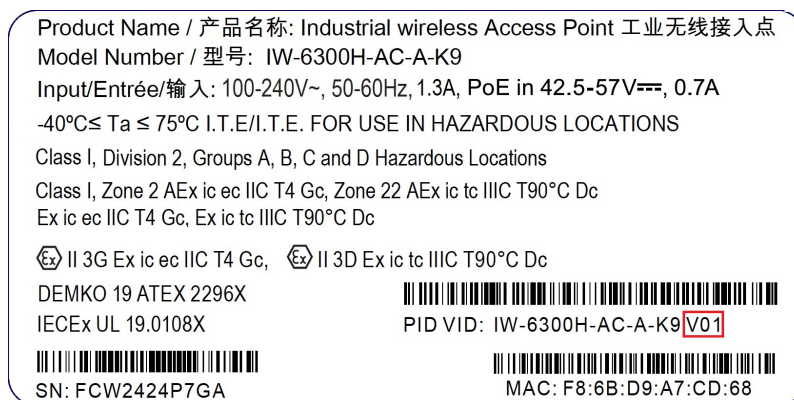 Product Name / 产品名称: Industrial wireless Access Point 工业无线接入点
Model Number / 型号: IW-6300H-AC-A-K9
Input/Entrée/输入: 100-240V~, 50-60Hz, 1.3A, PoE in 42.5-57V⎓, 0.7A
-40ºC≤ Ta ≤ 75ºC I.T.E/I.T.E. FOR USE IN HAZARDOUS LOCATIONS
Class I, Division 2, Groups A, B, C and D Hazardous Locations
Class I, Zone 2 AEx ic ec IIC T4 Gc, Zone 22 AEx ic tc IIIC T90°C Dc
Ex ic ec IIC T4 Gc, Ex ic tc IIIC T90°C Dc
Ex II 3G Ex ic ec IIC T4 Gc, Ex II 3D Ex ic tc IIIC T90°C Dc
DEMKO 19 ATEX 2296X
IECEx UL 19.0108X
PID VID: IW-6300H-AC-A-K9 V01
SN: FCW2424P7GA
MAC: F8:6B:D9:A7:CD:68